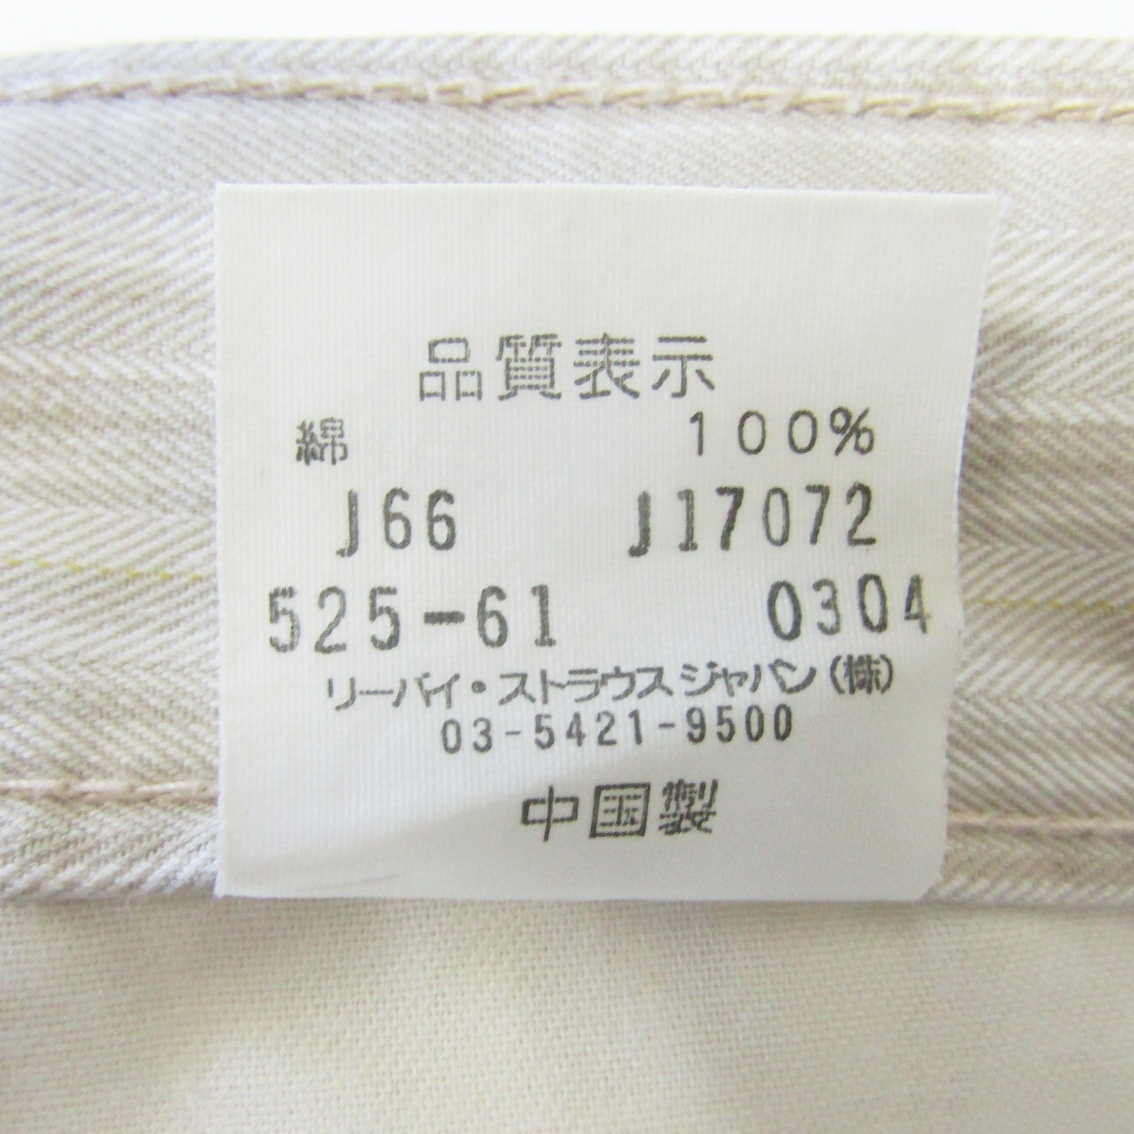 品質表示
綿 100%
J66 J17072
525-61 0304
リーバイ・ストラウス ジャパン(株)
03-5421-9500
中国製